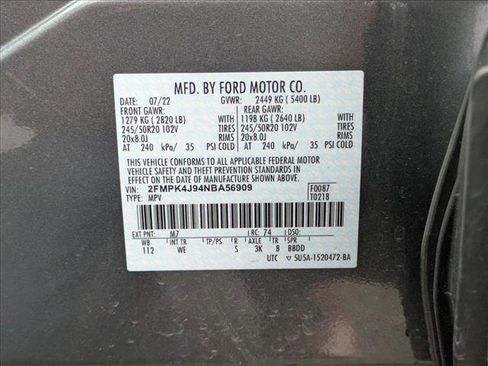 MFD. BY FORD MOTOR CO.
DATE: 07/22 GVWR: 2449 KG ( 5400 LB)
FRONT GAWR: REAR GAWR:
1279 KG ( 2820 LB) 1198 KG ( 2640 LB)
245/50R20 102V TIRES 245/50R20 102V TIRES
20x8.0J RIMS 20x8.0J RIMS
AT 240 kPa/ 35 PSI COLD AT 240 kPa/ 35 PSI COLD
THIS VEHICLE CONFORMS TO ALL APPLICABLE FEDERAL MOTOR
VEHICLE SAFETY AND THEFT PREVENTION STANDARDS
IN EFFECT ON THE DATE OF MANUFACTURE SHOWN ABOVE.
VIN: 2FMPK4J94NBA56909 F0087
TYPE: MPV T0218
EXT PNT: M7 RC: 74 DSO:
WB INT TR TP/PS R AXLE TR SPR
112 WE S 3K 8 BBDD
UTC ▽ 5U5A-1520472-BA